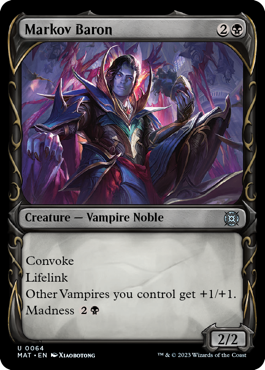 Markov Baron 2
Creature — Vampire Noble
Convoke
Lifelink
Other Vampires you control get +1/+1.
Madness 2
2/2
U 0064
MAT • EN Xiaobotong
™ & © 2023 Wizards of the Coast